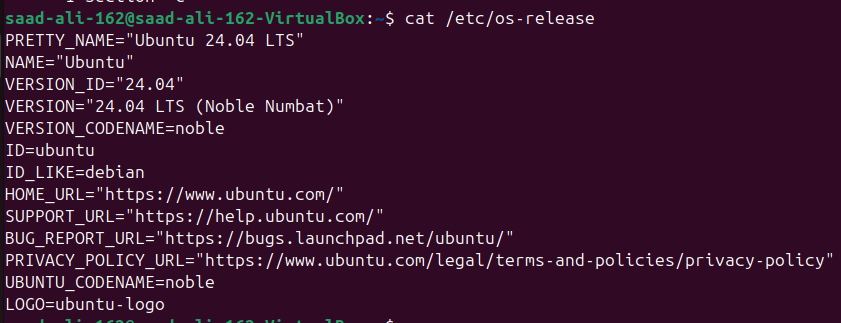 saad-ali-162@saad-ali-162-VirtualBox:~$ cat /etc/os-release
PRETTY_NAME="Ubuntu 24.04 LTS"
NAME="Ubuntu"
VERSION_ID="24.04"
VERSION="24.04 LTS (Noble Numbat)"
VERSION_CODENAME=noble
ID=ubuntu
ID_LIKE=debian
HOME_URL="https://www.ubuntu.com/"
SUPPORT_URL="https://help.ubuntu.com/"
BUG_REPORT_URL="https://bugs.launchpad.net/ubuntu/"
PRIVACY_POLICY_URL="https://www.ubuntu.com/legal/terms-and-policies/privacy-policy"
UBUNTU_CODENAME=noble
LOGO=ubuntu-logo